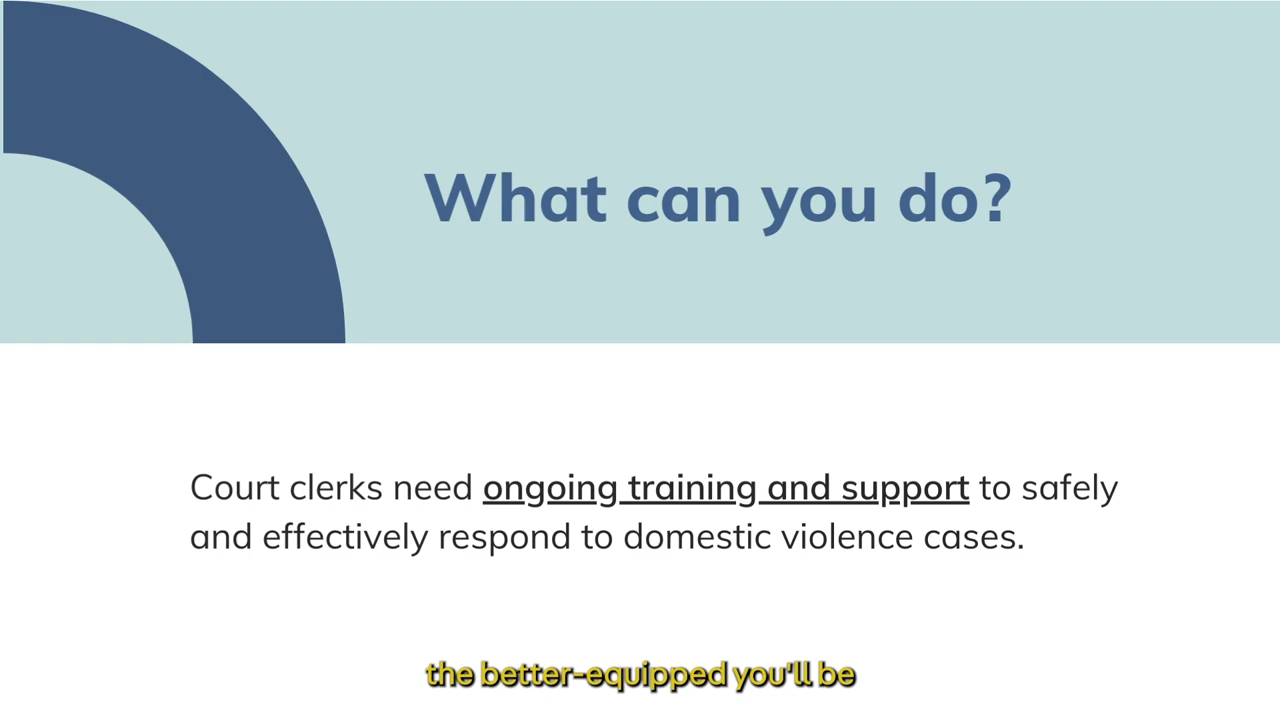 What can you do?
Court clerks need ongoing training and support to safely
and effectively respond to domestic violence cases.
the better-equipped you'll be